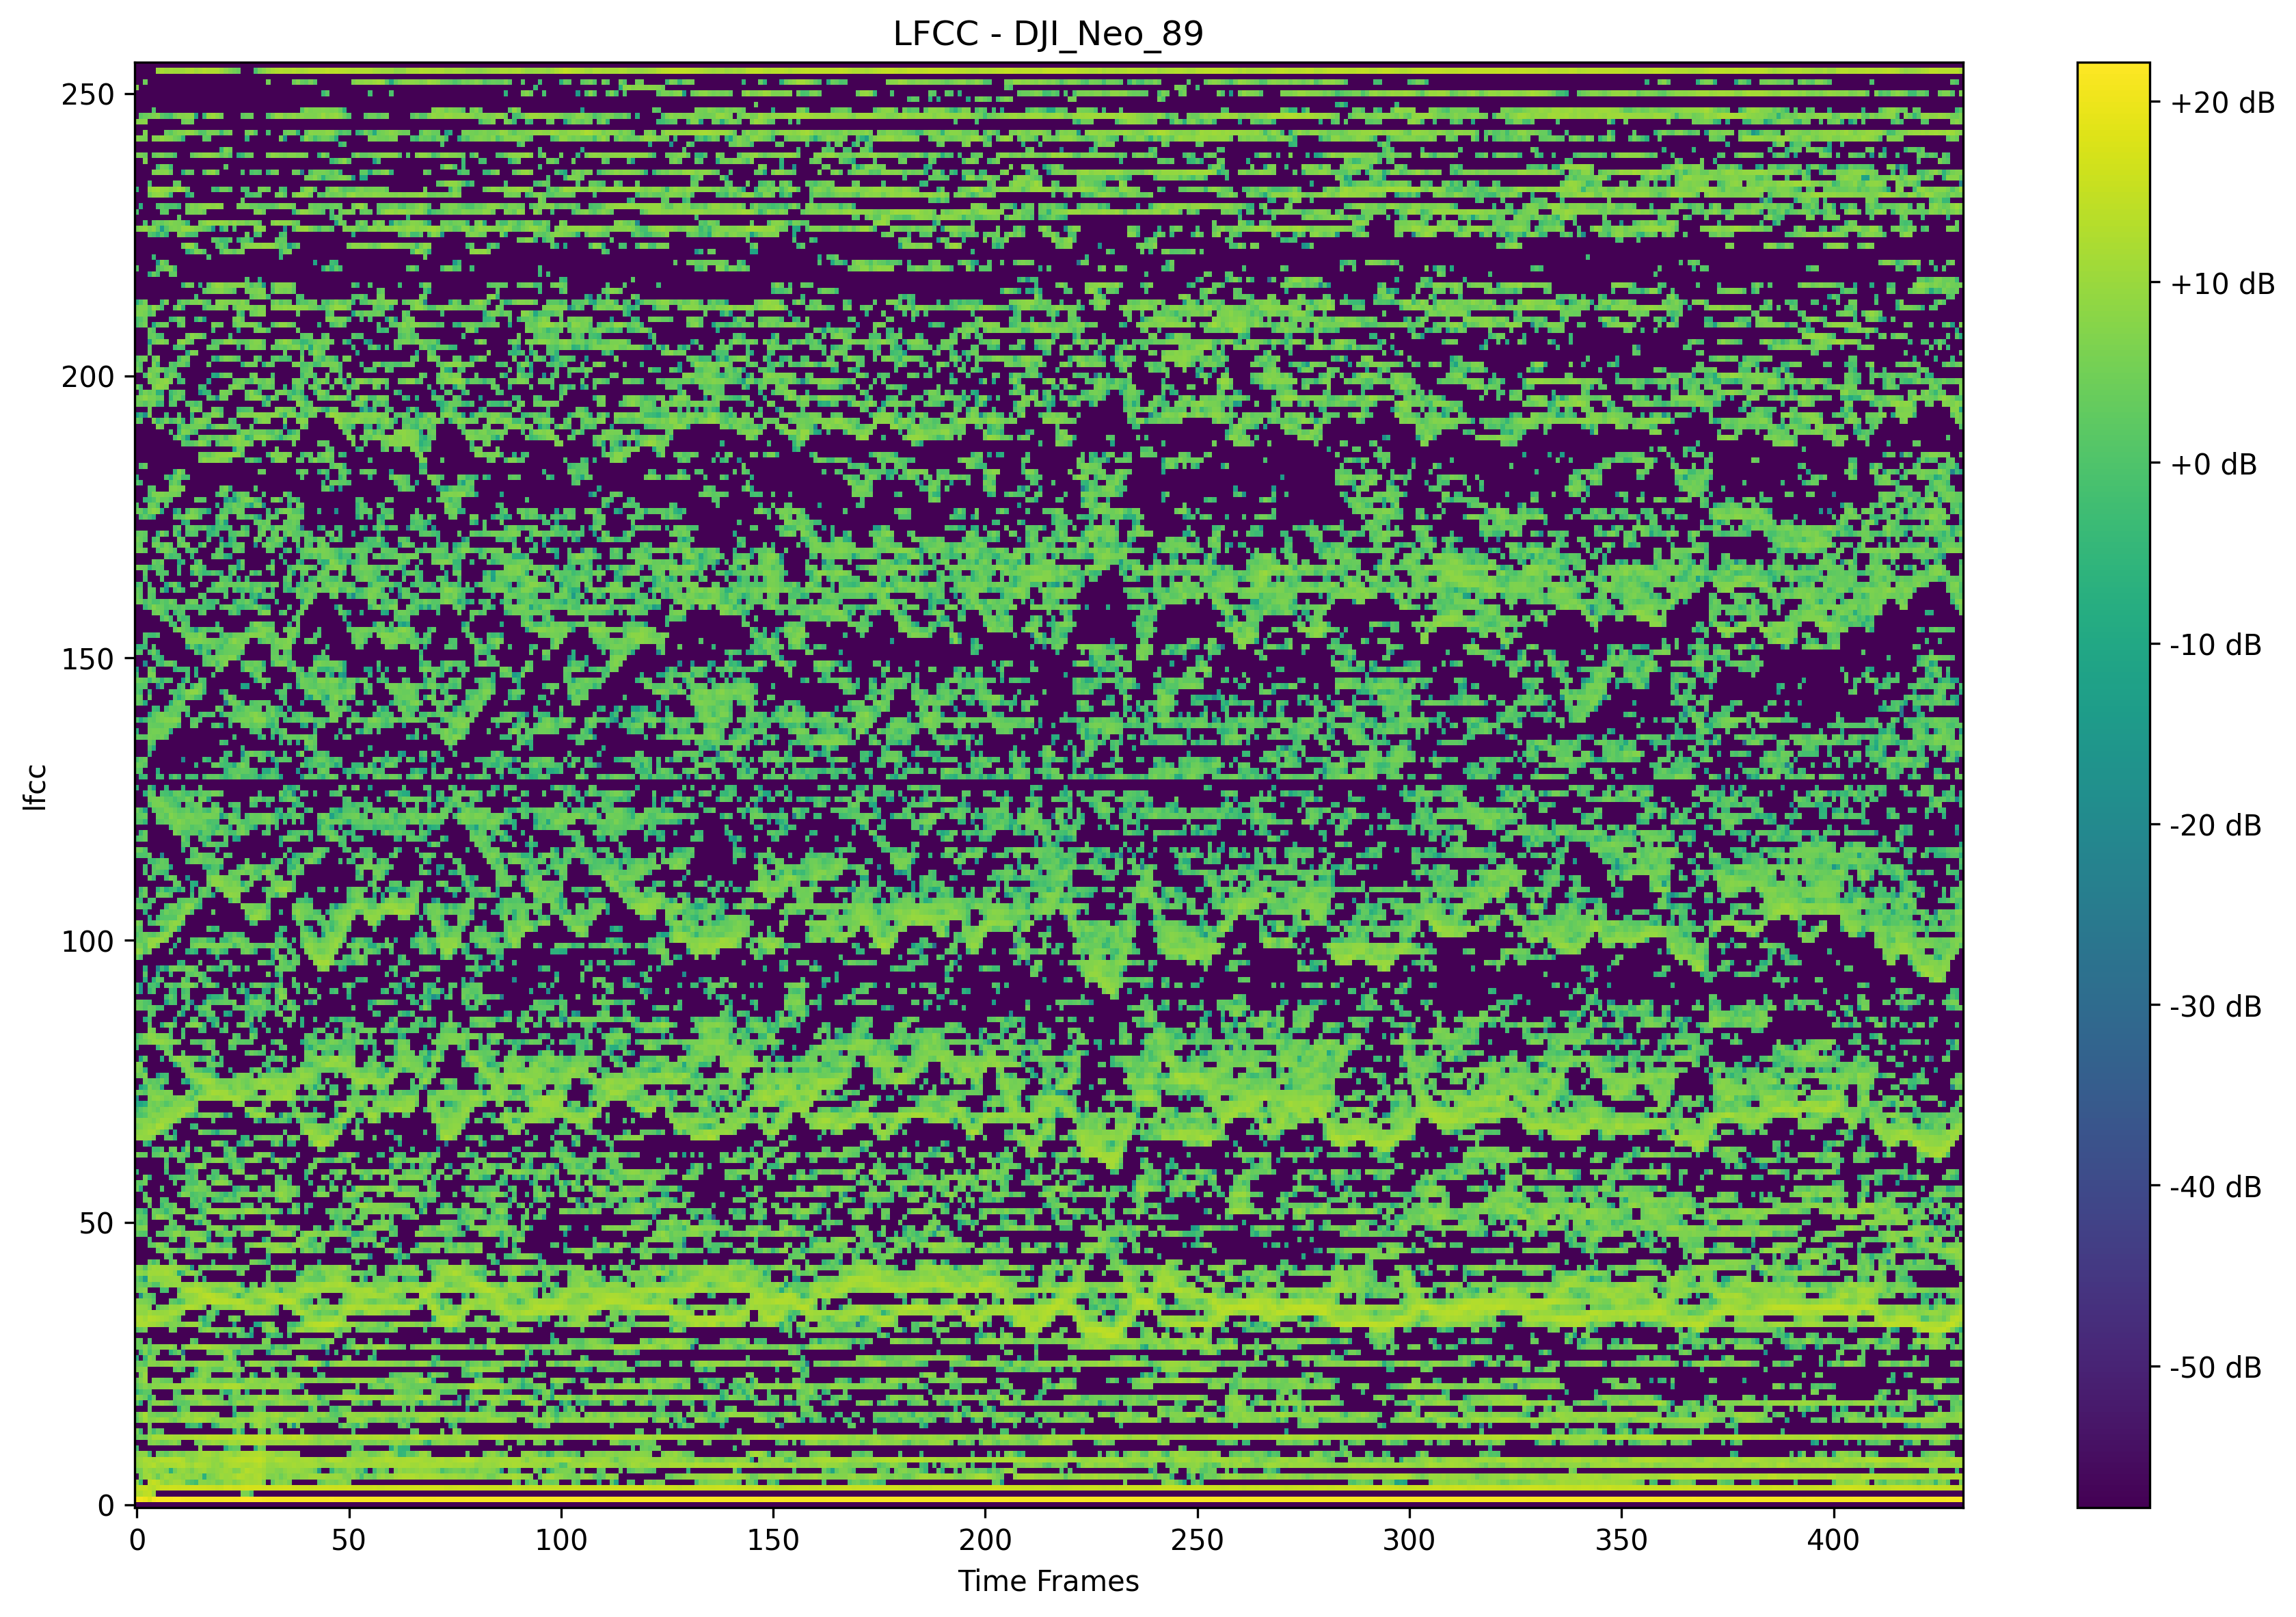 LFCC - DJI_Neo_89
250
200
150
100
50
0
lfcc
0 50 100 150 200 250 300 350 400
Time Frames
+20 dB
+10 dB
+0 dB
-10 dB
-20 dB
-30 dB
-40 dB
-50 dB